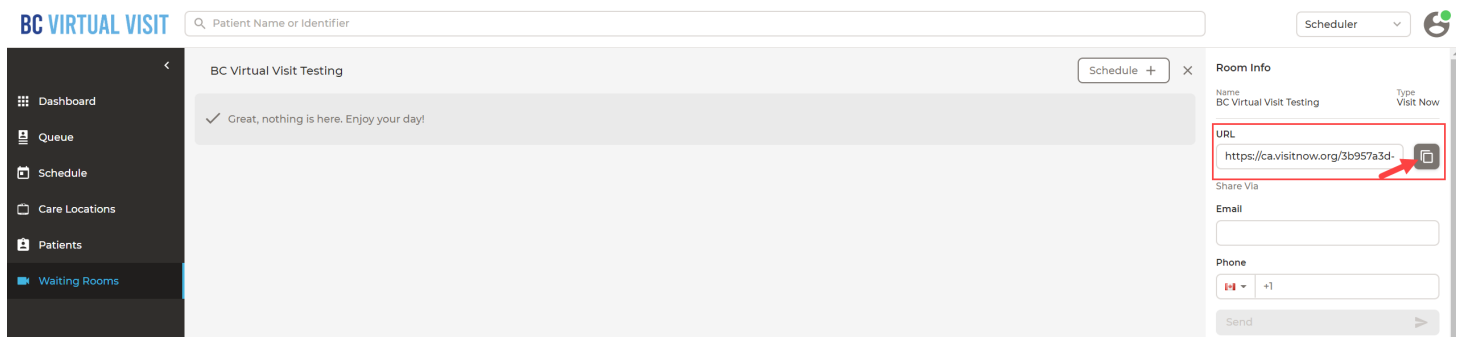 BC VIRTUAL VISIT
Patient Name or Identifier
Scheduler
Dashboard
Queue
Schedule
Care Locations
Patients
Waiting Rooms
BC Virtual Visit Testing
Schedule +
Great, nothing is here. Enjoy your day!
Room Info
Name Type
BC Virtual Visit Testing Visit Now
URL
https://ca.visitnow.org/3b957a3d-
Share Via
Email
Phone
+1
Send